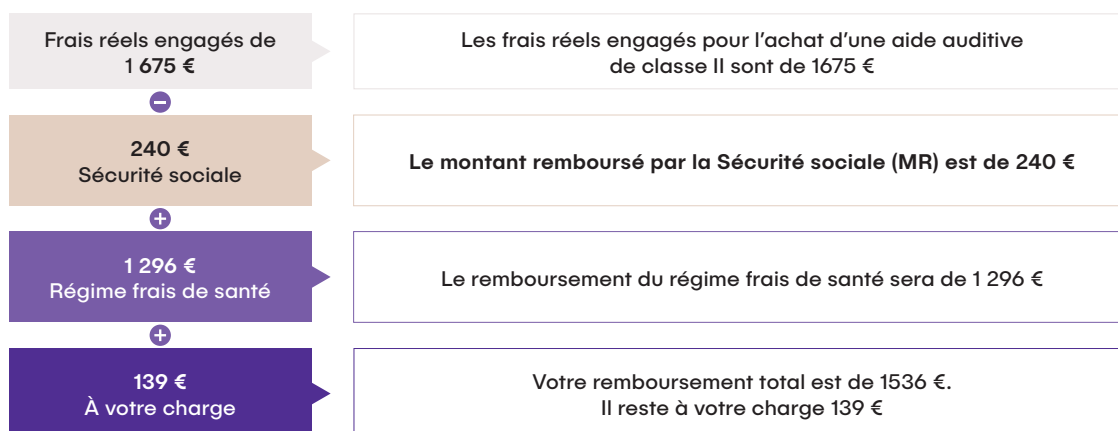 Frais réels engagés de
1 675 €
Les frais réels engagés pour l'achat d'une aide auditive
de classe II sont de 1675 €
−
240 €
Sécurité sociale
Le montant remboursé par la Sécurité sociale (MR) est de 240 €
+
1 296 €
Régime frais de santé
Le remboursement du régime frais de santé sera de 1 296 €
+
139 €
À votre charge
Votre remboursement total est de 1536 €.
Il reste à votre charge 139 €